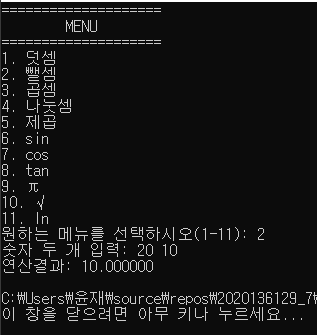 ====================
MENU
====================
1. 덧셈
2. 뺄셈
3. 곱셈
4. 나눗셈
5. 제곱
6. sin
7. cos
8. tan
9. π
10. √
11. ln
원하는 메뉴를 선택하시오(1-11): 2
숫자 두 개 입력: 20 10
연산결과: 10.000000
C:\Users\윤재\source\repos\2020136129_7\
이 창을 닫으려면 아무 키나 누르세요...